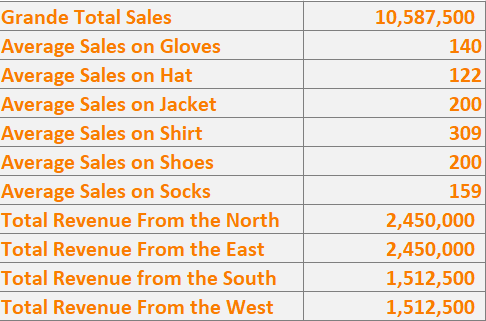 Grande Total Sales 10,587,500
Average Sales on Gloves 140
Average Sales on Hat 122
Average Sales on Jacket 200
Average Sales on Shirt 309
Average Sales on Shoes 200
Average Sales on Socks 159
Total Revenue From the North 2,450,000
Total Revenue From the East 2,450,000
Total Revenue from the South 1,512,500
Total Revenue From the West 1,512,500